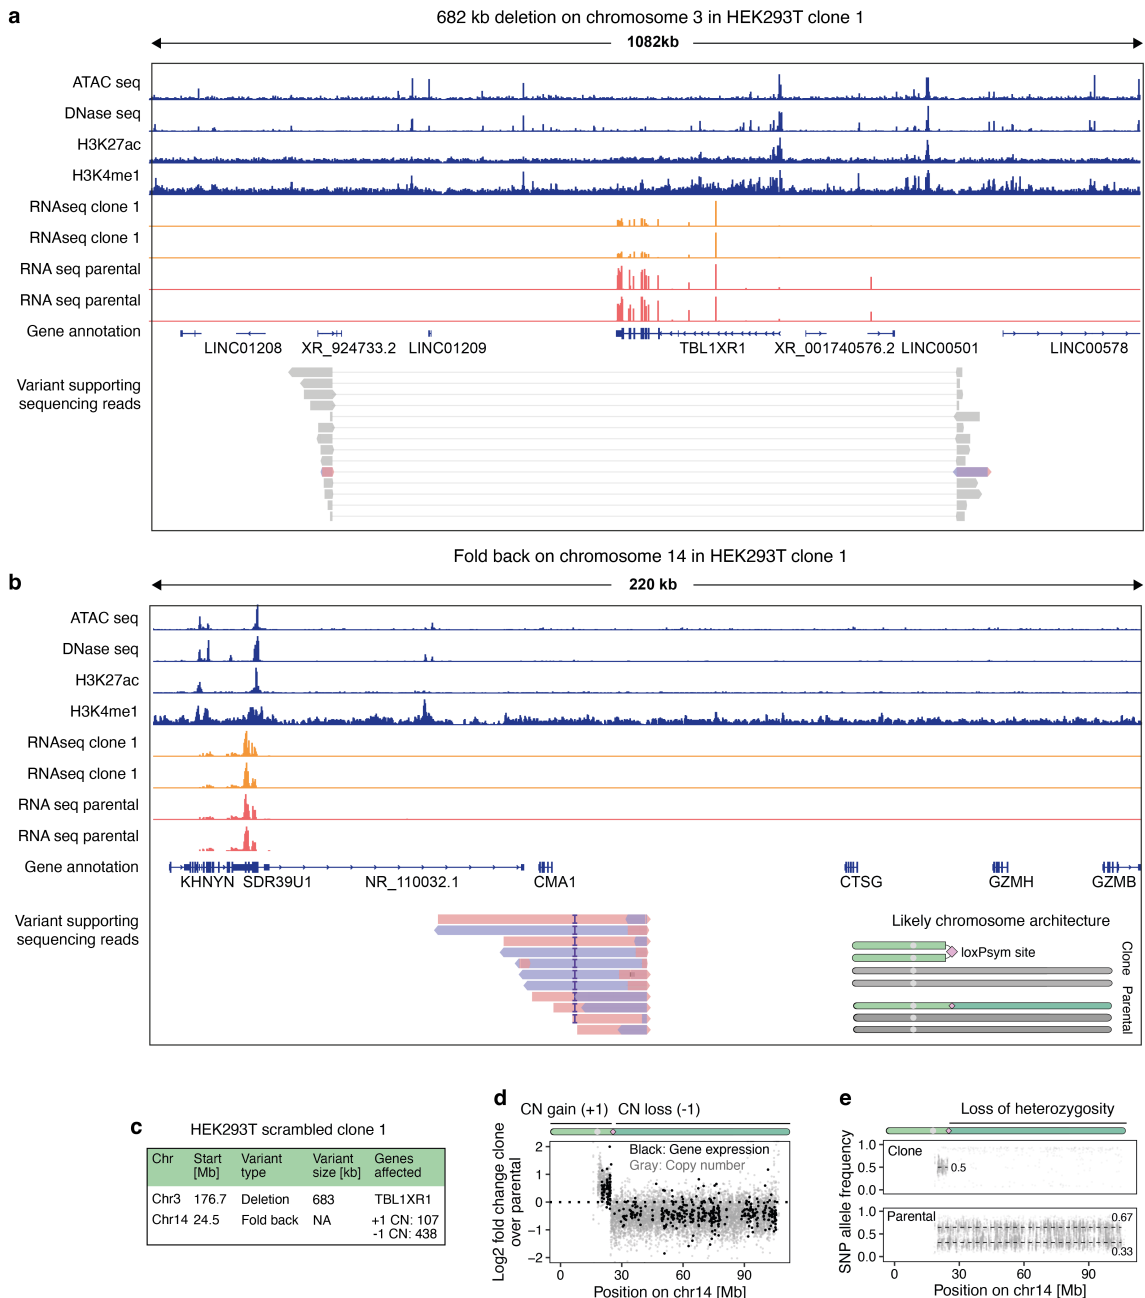 a
682 kb deletion on chromosome 3 in HEK293T clone 1
1082kb
ATAC seq
DNase seq
H3K27ac
H3K4me1
RNAseq clone 1
RNAseq clone 1
RNA seq parental
RNA seq parental
Gene annotation
LINC01208 XR_924733.2 LINC01209 TBL1XR1 XR_001740576.2 LINC00501 LINC00578
Variant supporting
sequencing reads
Fold back on chromosome 14 in HEK293T clone 1
b
220 kb
ATAC seq
DNase seq
H3K27ac
H3K4me1
RNAseq clone 1
RNAseq clone 1
RNA seq parental
RNA seq parental
Gene annotation
KHNYN SDR39U1 NR_110032.1 CMA1 CTSG GZMH GZMB
Variant supporting
sequencing reads
Likely chromosome architecture
loxPsym site
Clone
Parental
c
HEK293T scrambled clone 1
Chr Start [Mb] Variant type Variant size [kb] Genes affected
Chr3 176.7 Deletion 683 TBL1XR1
Chr14 24.5 Fold back NA +1 CN: 107
-1 CN: 438
d
CN gain (+1) CN loss (-1)
Black: Gene expression
Gray: Copy number
Log2 fold change clone
over parental
2
1
0
−1
−2
0 30 60 90
Position on chr14 [Mb]
e
Loss of heterozygosity
SNP allele frequency
Clone
1.0
0.5
0.0
0.5
Parental
1.0
0.5
0.0
0.67
0.33
0 30 60 90
Position on chr14 [Mb]